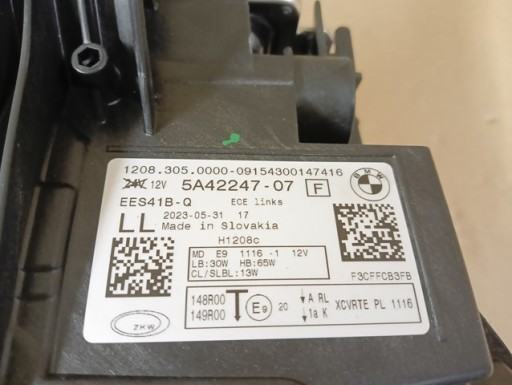 1208.305.0000-09154300147416
24V 12V 5A42247-07 F
BMW
EES41B-Q ECE links
LL 2023-05-31 17
Made in Slovakia
H1208c
MD E9 1116 -1 12V
LB:30W HB:65W
CL/SLBL:13W
F3CFFCB3FB
148R00
149R00
T E9 20
↓A RL
↓1a K
XCVRTE PL 1116
ZKW